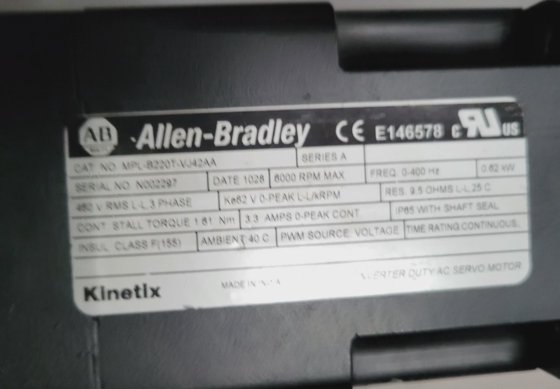 AB Allen-Bradley CE E146578 c RU US
CAT. NO. MPL-B220T-VJ42AA SERIES A
SERIAL NO. N002297 DATE 1028 6000 RPM MAX FREQ. 0-400 Hz 0.62 kW
460 V RMS L-L 3 PHASE Ke62 V 0-PEAK L-L/kRPM RES. 9.5 OHMS L-L 25 C
CONT. STALL TORQUE 1.61 Nm 3.3 AMPS 0-PEAK CONT. IP65 WITH SHAFT SEAL
INSUL. CLASS F(155) AMBIENT 40 C PWM SOURCE VOLTAGE TIME RATING CONTINUOUS
Kinetix MADE IN INVERTER DUTY AC SERVO MOTOR